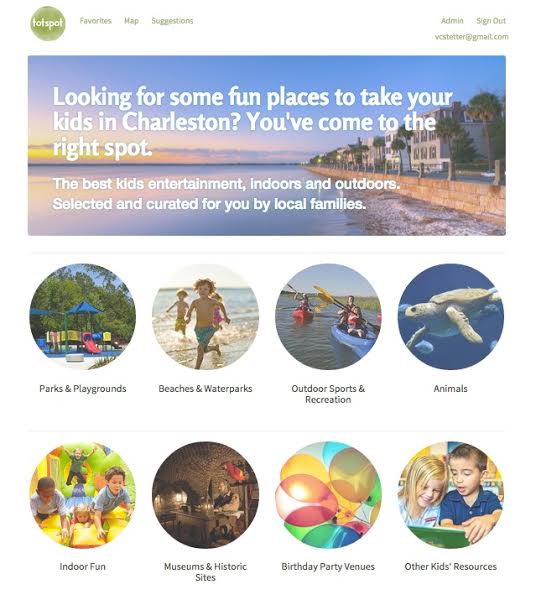 totspot
Favorites Map Suggestions
Admin Sign Out
vcstetter@gmail.com
Looking for some fun places to take your
kids in Charleston? You've come to the
right spot.
The best kids entertainment, indoors and outdoors.
Selected and curated for you by local families.
Parks & Playgrounds
Beaches & Waterparks
Outdoor Sports &
Recreation
Animals
Indoor Fun
Museums & Historic
Sites
Birthday Party Venues
Other Kids' Resources